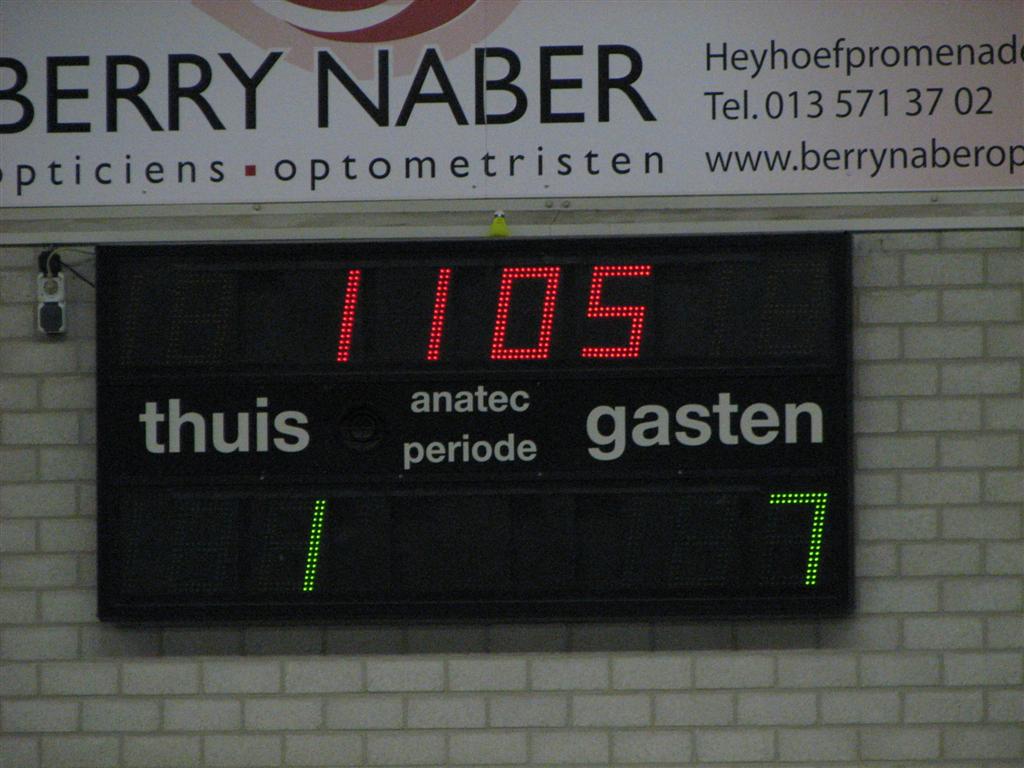 BERRY NABER
opticiens ▪ optometristen
Heyhoefpromenade
Tel. 013 571 37 02
www.berrynaberop
1105
thuis
anatec
periode
gasten
1
7